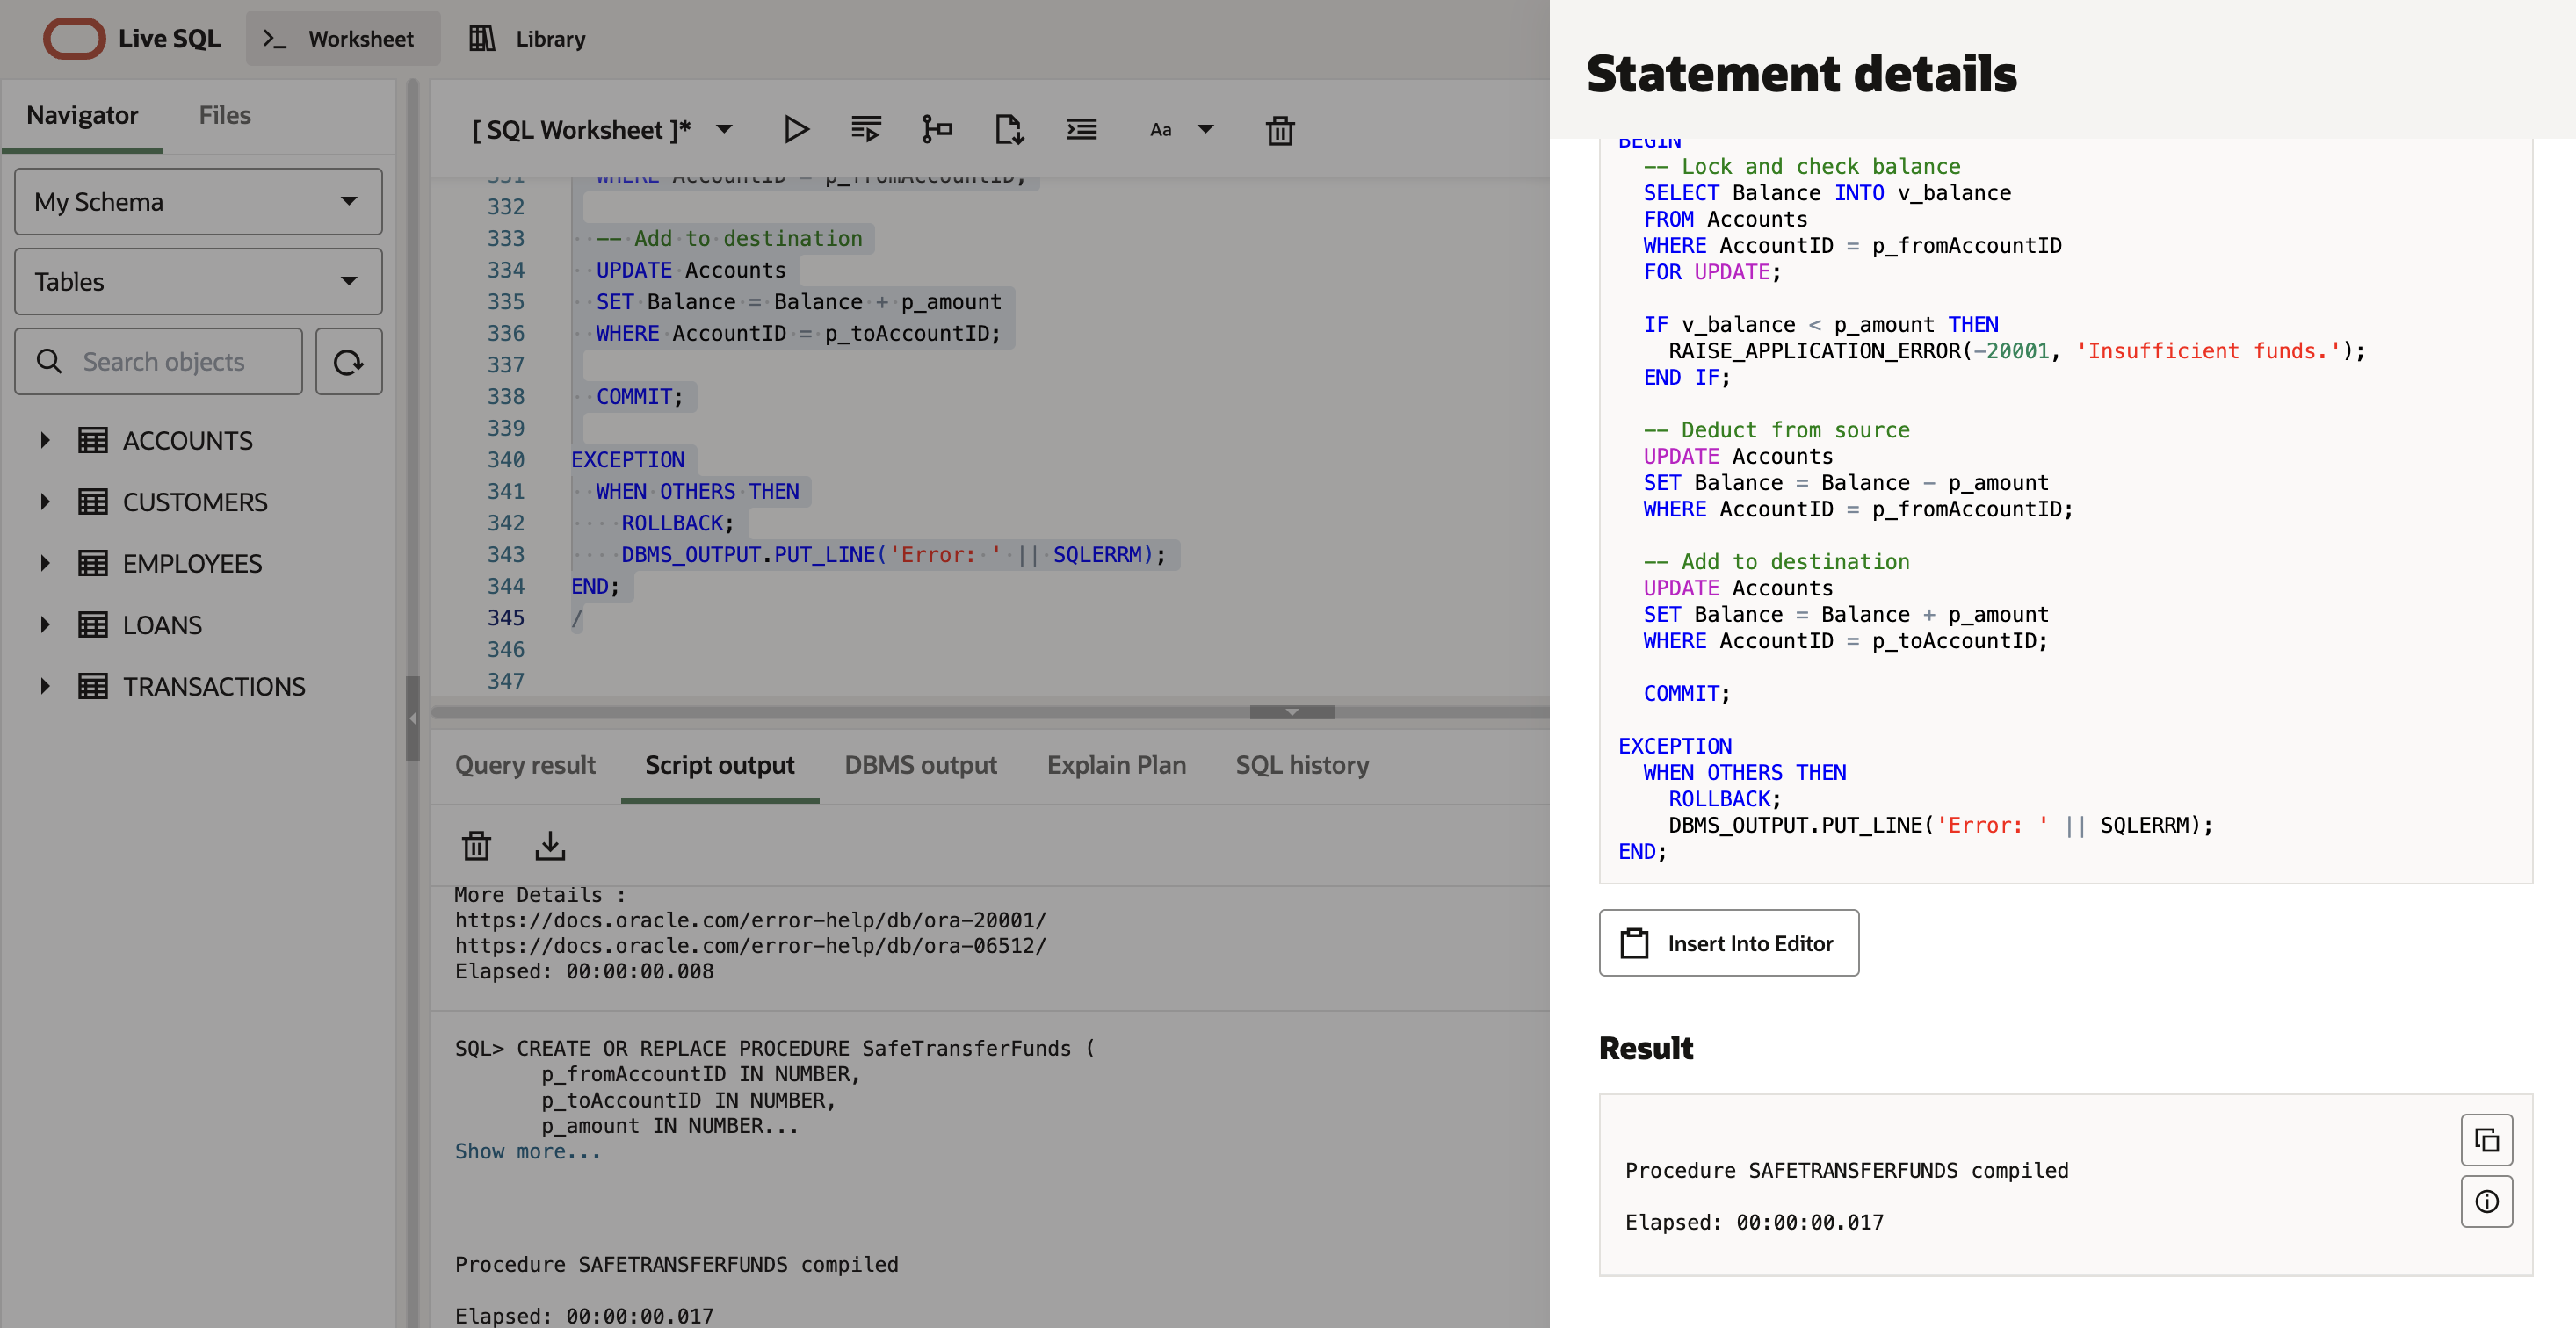 Live SQL
Worksheet
Library
Navigator
Files
My Schema
Tables
Search objects
ACCOUNTS
CUSTOMERS
EMPLOYEES
LOANS
TRANSACTIONS
[ SQL Worksheet ]*
Aa
331 WHERE AccountID = p_fromAccountID;
332
333 -- Add to destination
334 UPDATE Accounts
335 SET Balance = Balance + p_amount
336 WHERE AccountID = p_toAccountID;
337
338 COMMIT;
339
340 EXCEPTION
341 WHEN OTHERS THEN
342 ROLLBACK;
343 DBMS_OUTPUT.PUT_LINE('Error: ' || SQLERRM);
344 END;
345 /
346
347
Query result
Script output
DBMS output
Explain Plan
SQL history
More Details :
https://docs.oracle.com/error-help/db/ora-20001/
https://docs.oracle.com/error-help/db/ora-06512/
Elapsed: 00:00:00.008
SQL> CREATE OR REPLACE PROCEDURE SafeTransferFunds (
p_fromAccountID IN NUMBER,
p_toAccountID IN NUMBER,
p_amount IN NUMBER...
Show more...
Procedure SAFETRANSFERFUNDS compiled
Elapsed: 00:00:00.017
Statement details
BEGIN
-- Lock and check balance
SELECT Balance INTO v_balance
FROM Accounts
WHERE AccountID = p_fromAccountID
FOR UPDATE;
IF v_balance < p_amount THEN
RAISE_APPLICATION_ERROR(-20001, 'Insufficient funds.');
END IF;
-- Deduct from source
UPDATE Accounts
SET Balance = Balance - p_amount
WHERE AccountID = p_fromAccountID;
-- Add to destination
UPDATE Accounts
SET Balance = Balance + p_amount
WHERE AccountID = p_toAccountID;
COMMIT;
EXCEPTION
WHEN OTHERS THEN
ROLLBACK;
DBMS_OUTPUT.PUT_LINE('Error: ' || SQLERRM);
END;
Insert Into Editor
Result
Procedure SAFETRANSFERFUNDS compiled
Elapsed: 00:00:00.017